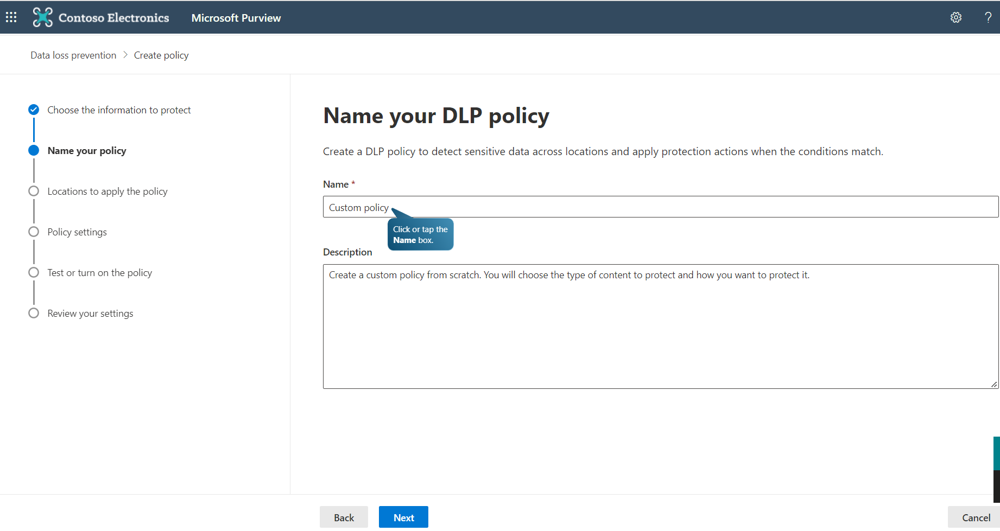 Contoso Electronics
Microsoft Purview
?
Data loss prevention > Create policy
Choose the information to protect
Name your policy
Locations to apply the policy
Policy settings
Test or turn on the policy
Review your settings
Name your DLP policy
Create a DLP policy to detect sensitive data across locations and apply protection actions when the conditions match.
Name *
Custom policy
Click or tap the
Name box.
Description
Create a custom policy from scratch. You will choose the type of content to protect and how you want to protect it.
Back
Next
Cancel